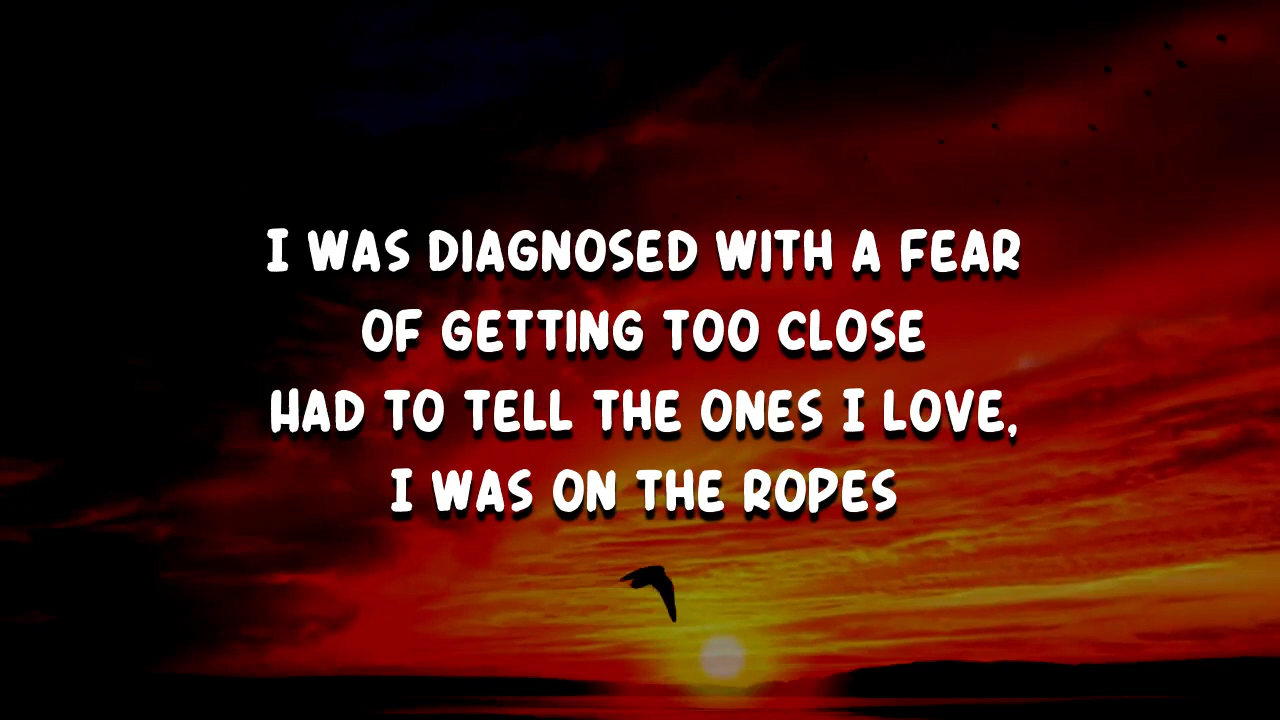 I WAS DIAGNOSED WITH A FEAR
OF GETTING TOO CLOSE
HAD TO TELL THE ONES I LOVE,
I WAS ON THE ROPES